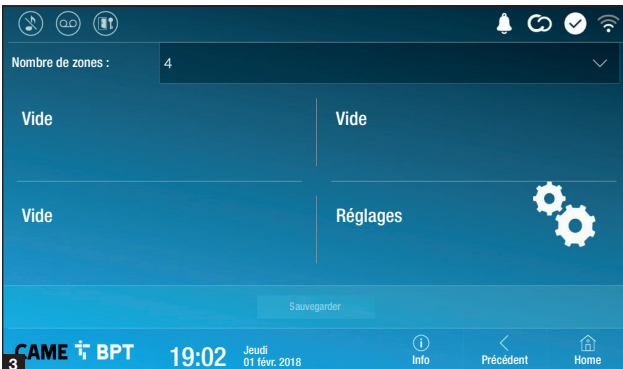 Nombre de zones : 4
Vide Vide
Vide Réglages
Sauvegarder
CAME BPT 19:02 Jeudi 01 févr. 2018 Info Précédent Home
3